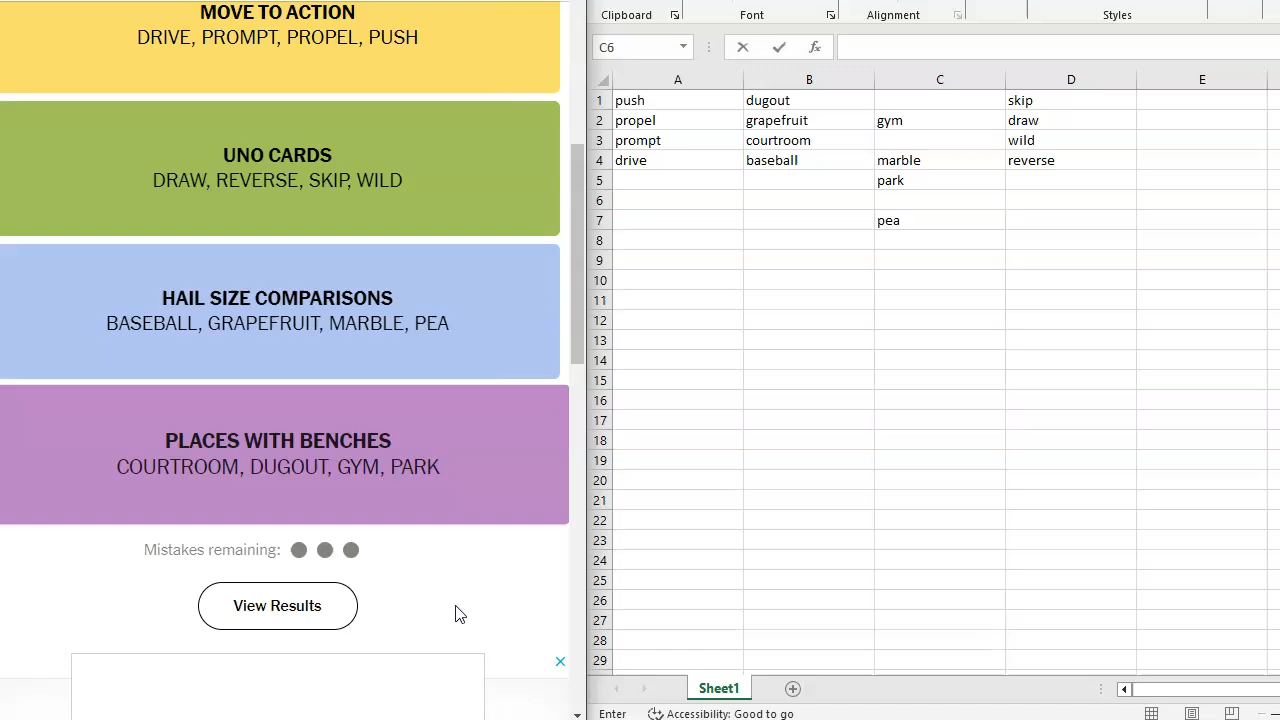 MOVE TO ACTION
DRIVE, PROMPT, PROPEL, PUSH
UNO CARDS
DRAW, REVERSE, SKIP, WILD
HAIL SIZE COMPARISONS
BASEBALL, GRAPEFRUIT, MARBLE, PEA
PLACES WITH BENCHES
COURTROOM, DUGOUT, GYM, PARK
Mistakes remaining:
View Results
Clipboard Font Alignment Styles
C6
fx
A B C D E
1 push dugout skip
2 propel grapefruit gym draw
3 prompt courtroom wild
4 drive baseball marble reverse
5 park
6
7 pea
8
9
10
11
12
13
14
15
16
17
18
19
20
21
22
23
24
25
26
27
28
29
Sheet1
Enter Accessibility: Good to go